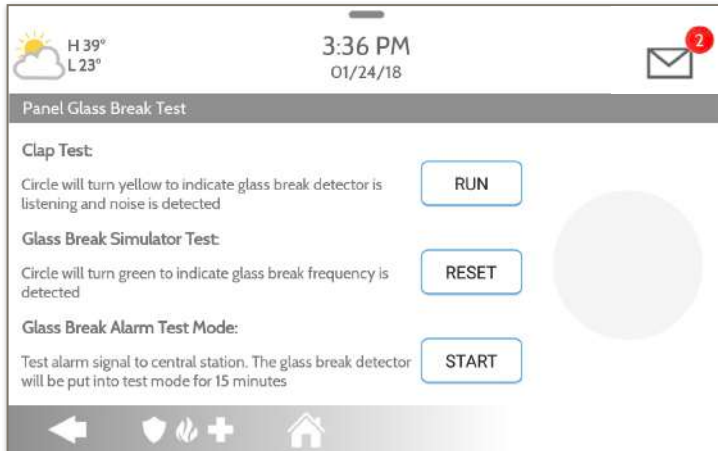 H 39°
L 23°
3:36 PM
01/24/18
2
Panel Glass Break Test
Clap Test:
Circle will turn yellow to indicate glass break detector is
listening and noise is detected
RUN
Glass Break Simulator Test:
Circle will turn green to indicate glass break frequency is
detected
RESET
Glass Break Alarm Test Mode:
Test alarm signal to central station. The glass break detector
will be put into test mode for 15 minutes
START